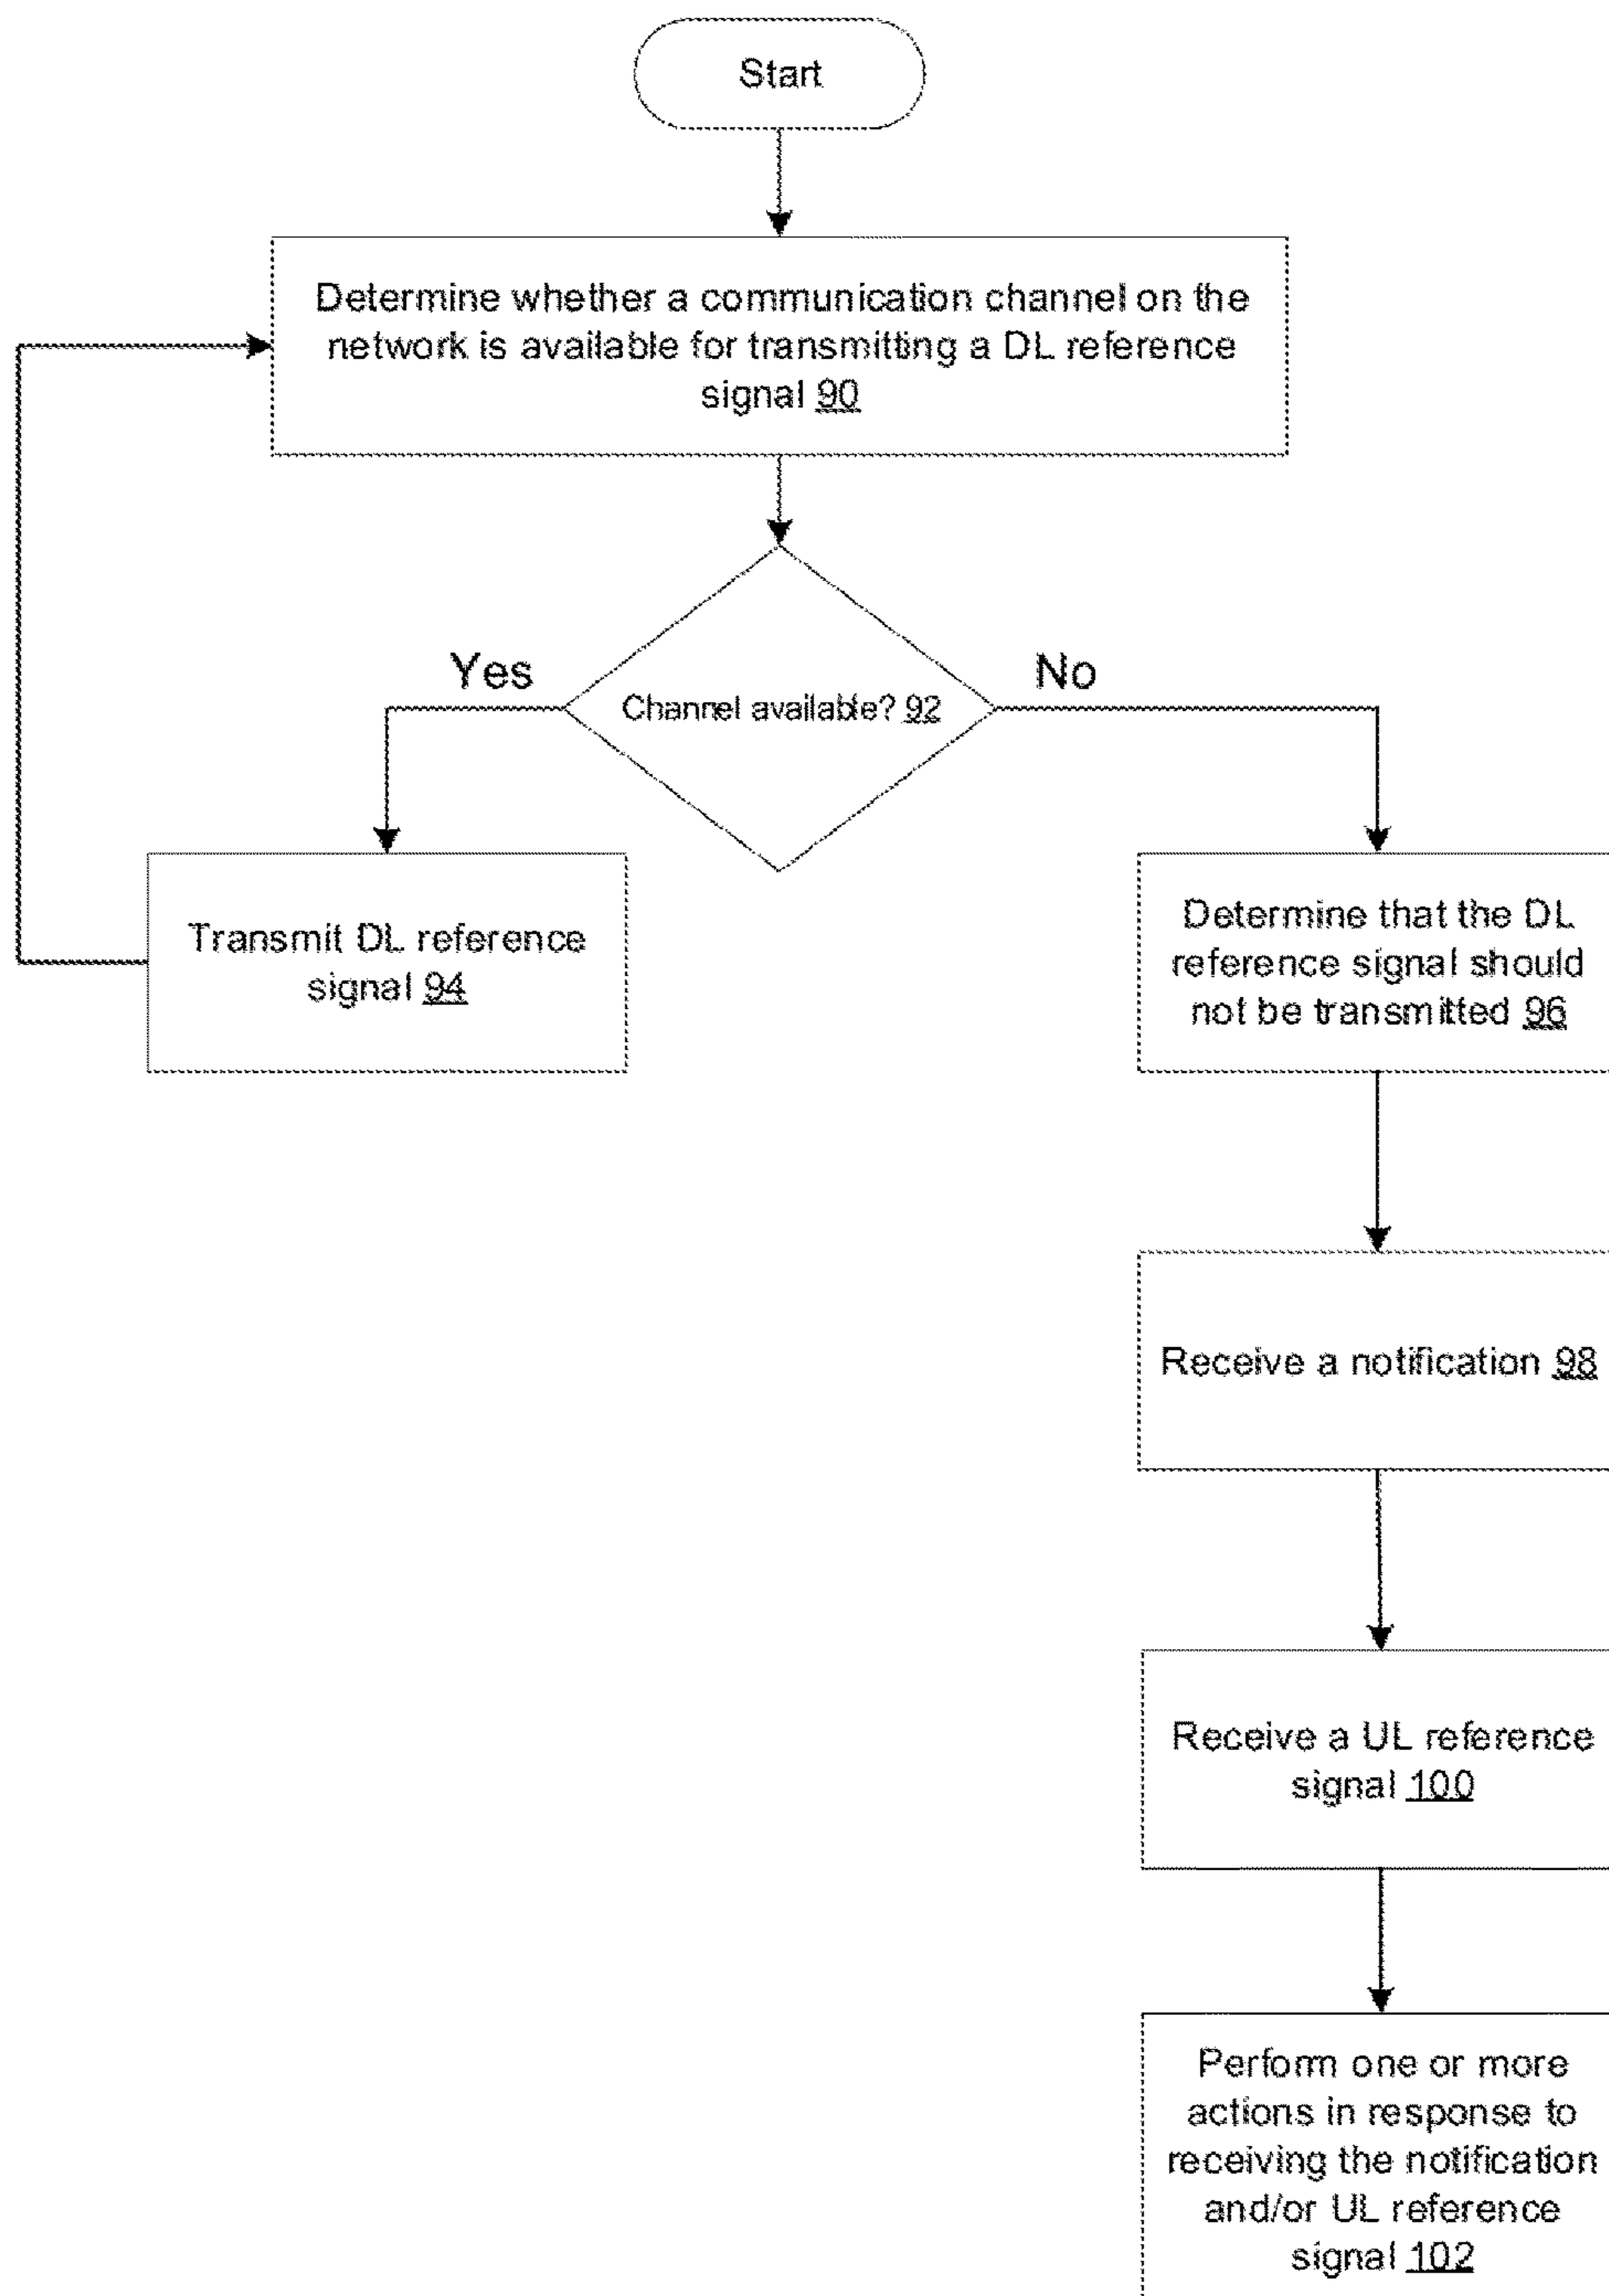 Start
Determine whether a communication channel on the
network is available for transmitting a DL reference
signal 90
Yes
No
Channel available? 92
Transmit DL reference
signal 94
Determine that the DL
reference signal should
not be transmitted 96
Receive a notification 98
Receive a UL reference
signal 100
Perform one or more
actions in response to
receiving the notification
and/or UL reference
signal 102